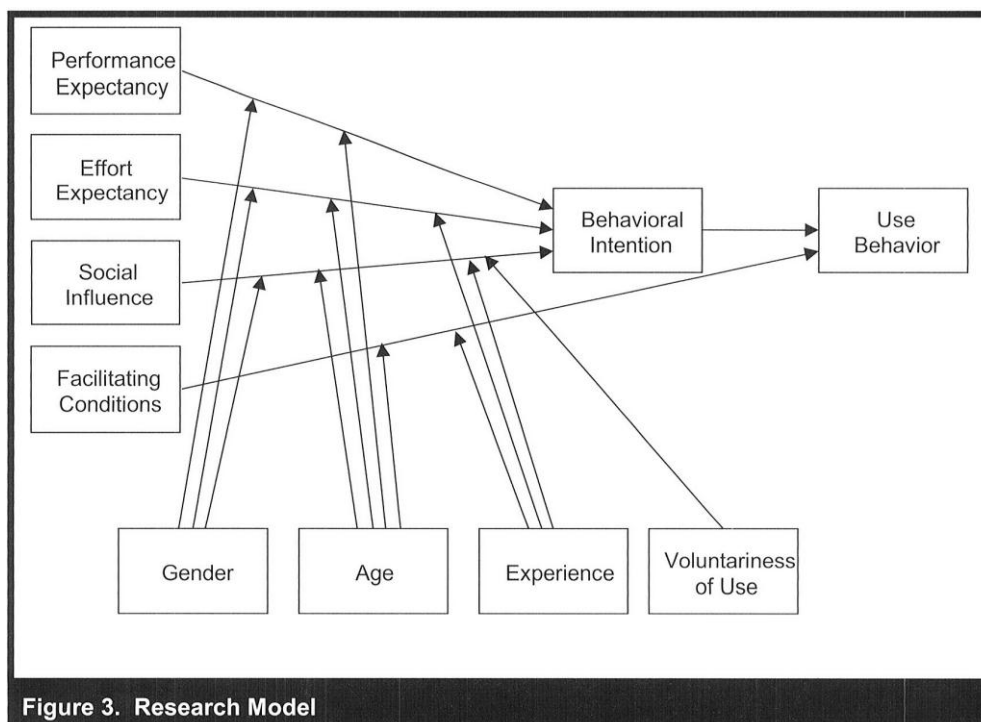 Performance
Expectancy
Effort
Expectancy
Social
Influence
Facilitating
Conditions
Behavioral
Intention
Use
Behavior
Gender
Age
Experience
Voluntariness
of Use
Figure 3. Research Model